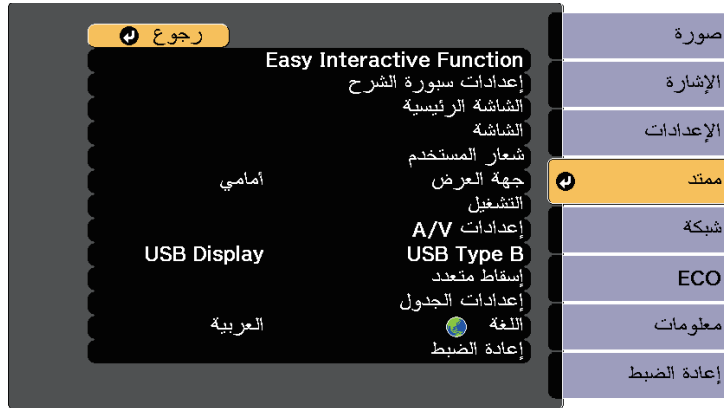 صورة
الإشارة
الإعدادات
ممتد
شبكة
ECO
معلومات
إعادة الضبط
رجوع
Easy Interactive Function
إعدادات سبورة الشرح
الشاشة الرئيسية
الشاشة
شعار المستخدم
جهة العرض أمامي
التشغيل
إعدادات A/V
USB Type B USB Display
إسقاط متعدد
إعدادات الجدول
اللغة العربية
إعادة الضبط